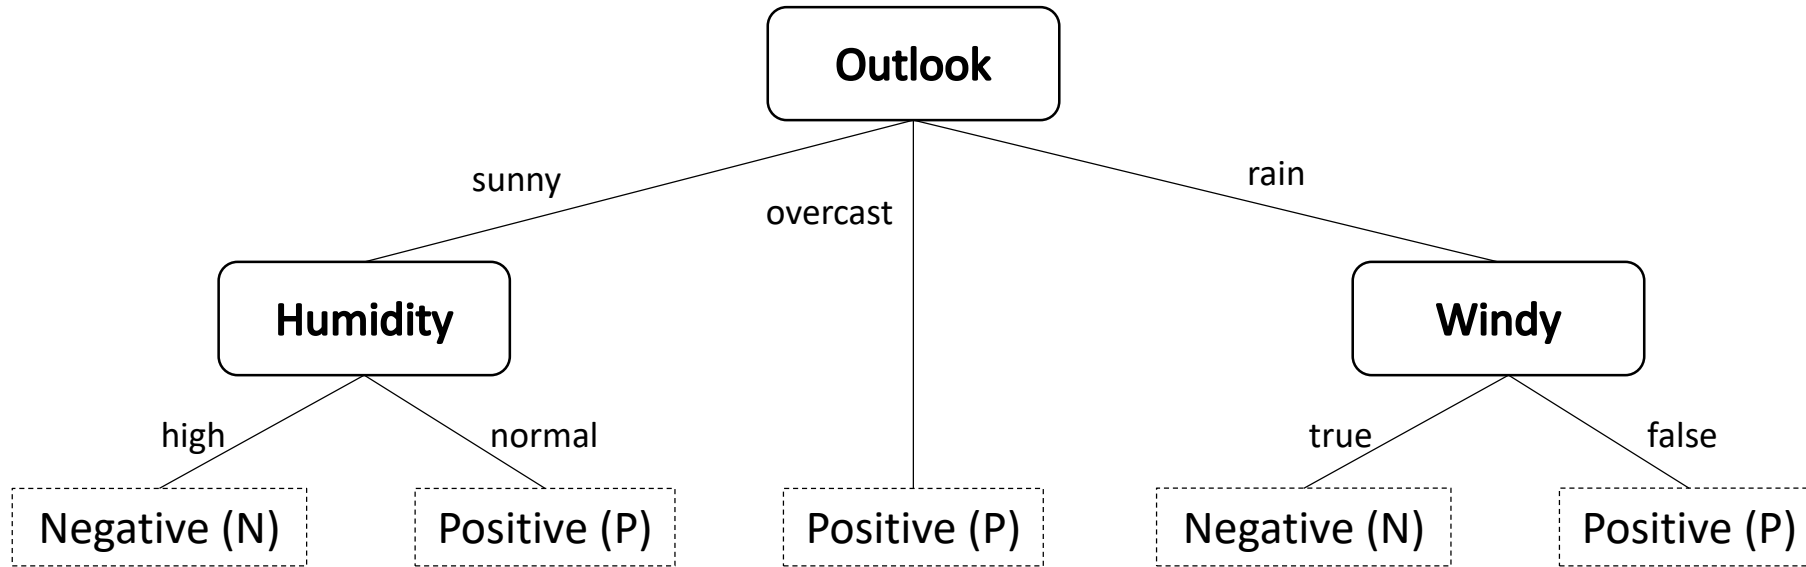 Outlook
sunny
rain
overcast
Humidity
Windy
high
normal
true
false
Negative (N)
Positive (P)
Positive (P)
Negative (N)
Positive (P)